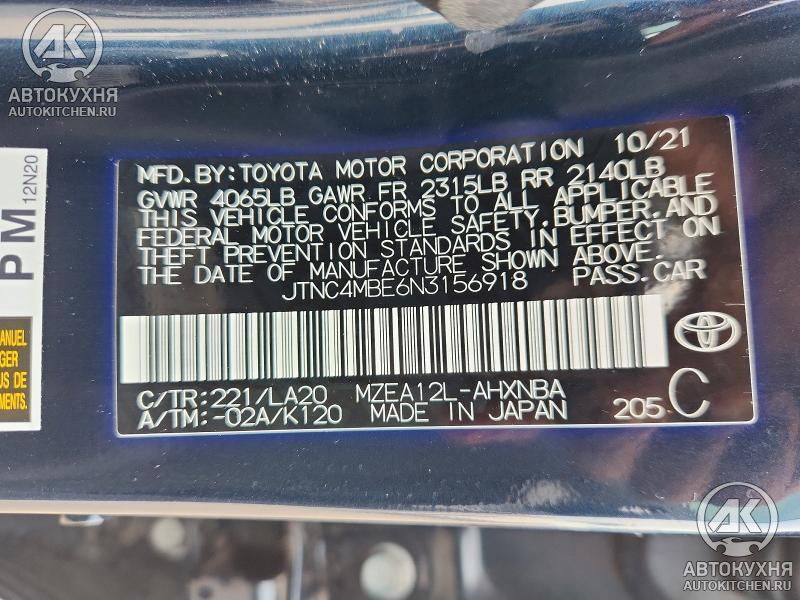 АК
АВТОКУХНЯ
AUTOKITCHEN.RU
PM
12N20
MANUEL
GER
US DE
MENTS.
MFD.BY:TOYOTA MOTOR CORPORATION 10/21
GVWR 4065LB GAWR FR 2315LB RR 2140LB
THIS VEHICLE CONFORMS TO ALL APPLICABLE
FEDERAL MOTOR VEHICLE SAFETY,BUMPER,AND
THEFT PREVENTION STANDARDS IN EFFECT ON
THE DATE OF MANUFACTURE SHOWN ABOVE.
JTNC4MBE6N3156918 PASS.CAR
C/TR:221/LA20 MZEA12L-AHXNBA
A/TM:-02A/K120 MADE IN JAPAN 205 C
АК
АВТОКУХНЯ
AUTOKITCHEN.RU